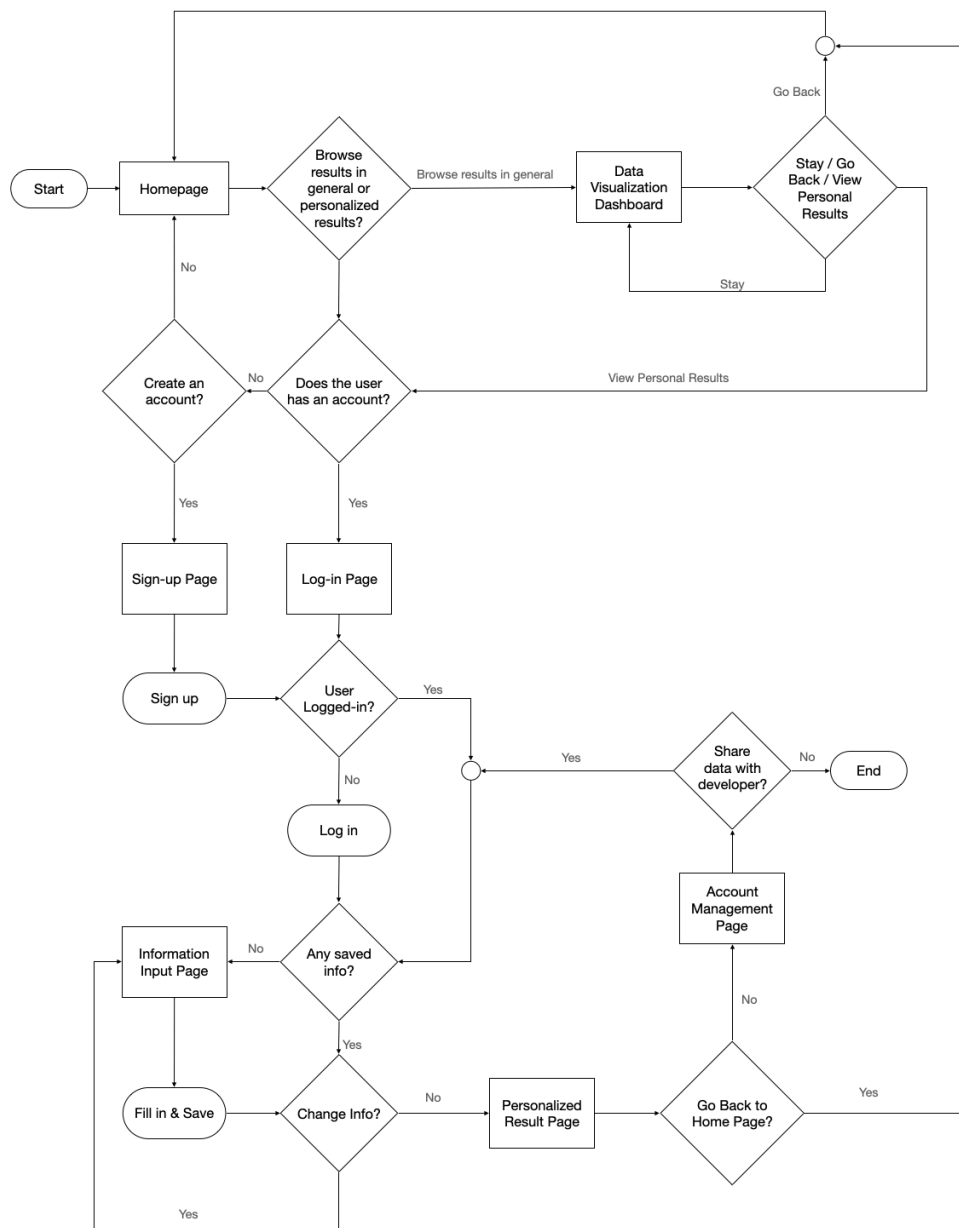 Go Back
Start
Homepage
Browse
results in
general or
personalized
results?
Browse results in general
Data
Visualization
Dashboard
Stay / Go
Back / View
Personal
Results
Stay
No
Create an
account?
No
Does the user
has an account?
View Personal Results
Yes
Yes
Sign-up Page
Log-in Page
Sign up
User
Logged-in?
Yes
No
Log in
Yes
Share
data with
developer?
No
End
Account
Management
Page
Information
Input Page
No
Any saved
info?
No
Yes
Fill in & Save
Change Info?
No
Personalized
Result Page
Go Back to
Home Page?
Yes
Yes